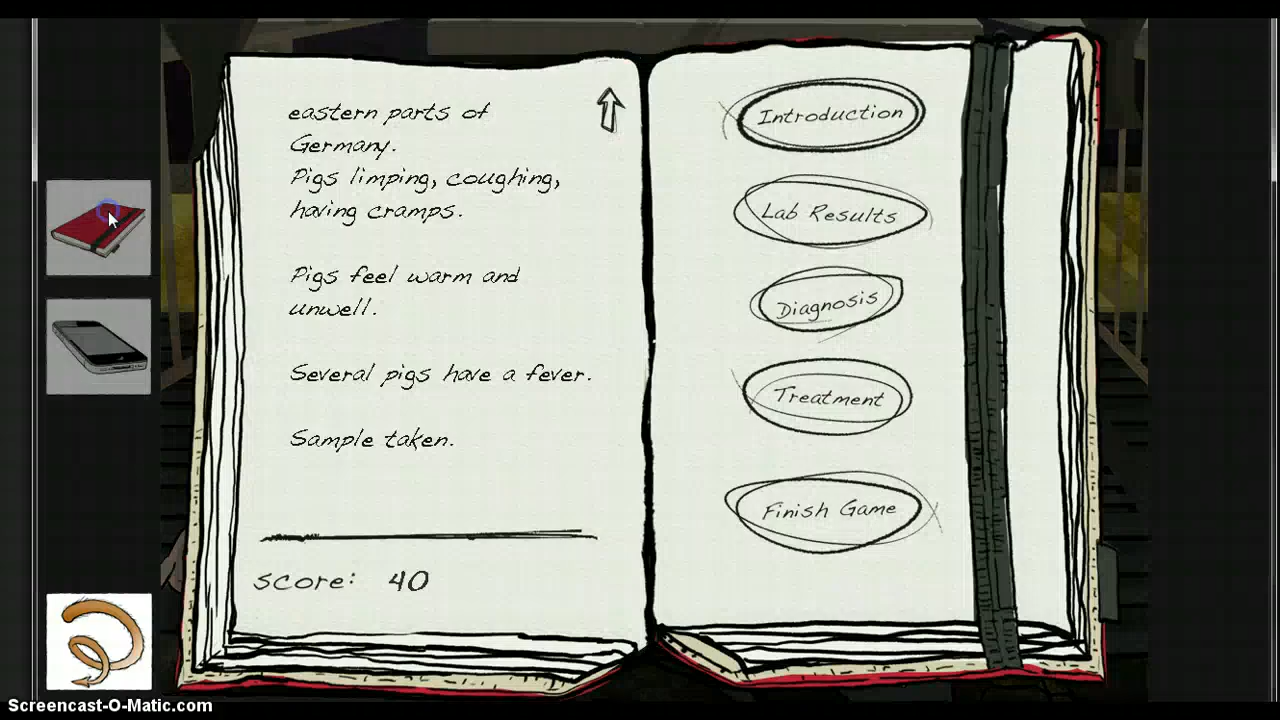 eastern parts of
Germany.
Pigs limping, coughing,
having cramps.
Pigs feel warm and
unwell.
Several pigs have a fever.
Sample taken.
score: 40
Introduction
Lab Results
Diagnosis
Treatment
Finish Game
Screencast-O-Matic.com